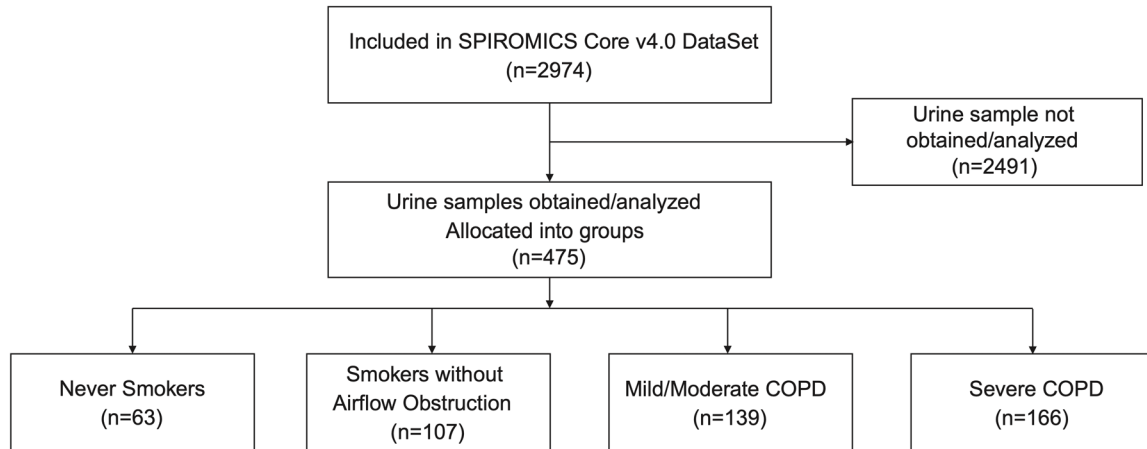 Included in SPIROMICS Core v4.0 DataSet
(n=2974)
Urine sample not
obtained/analyzed
(n=2491)
Urine samples obtained/analyzed
Allocated into groups
(n=475)
Never Smokers
(n=63)
Smokers without
Airflow Obstruction
(n=107)
Mild/Moderate COPD
(n=139)
Severe COPD
(n=166)